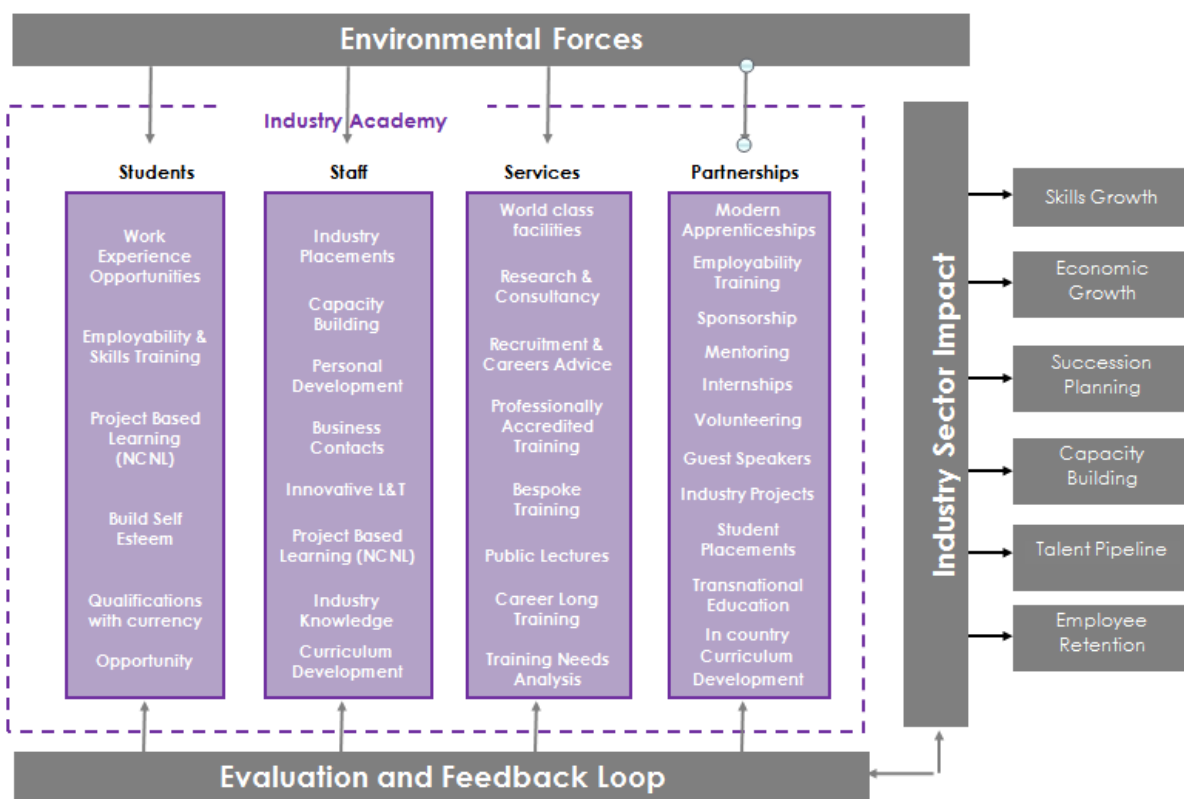 Environmental Forces
Industry Academy
Students
Work
Experience
Opportunities
Employability &
Skills Training
Project Based
Learning
(NCNL)
Build Self
Esteem
Qualifications
with currency
Opportunity
Staff
Industry
Placements
Capacity
Building
Personal
Development
Business
Contacts
Innovative L&T
Project Based
Learning (NCNL)
Industry
Knowledge
Curriculum
Development
Services
World class
facilities
Research &
Consultancy
Recruitment &
Careers Advice
Professionally
Accredited
Training
Bespoke
Training
Public Lectures
Career Long
Training
Training Needs
Analysis
Partnerships
Modern
Apprenticeships
Employability
Training
Sponsorship
Mentoring
Internships
Volunteering
Guest Speakers
Industry Projects
Student
Placements
Transnational
Education
In country
Curriculum
Development
Industry Sector Impact
Skills Growth
Economic
Growth
Succession
Planning
Capacity
Building
Talent Pipeline
Employee
Retention
Evaluation and Feedback Loop